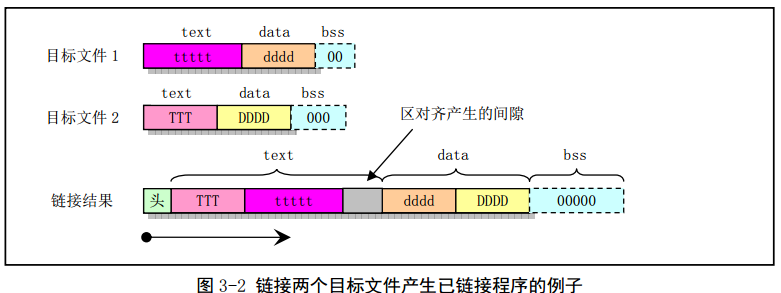 text data bss
目标文件 1 ttttt dddd 00
text data bss
目标文件 2 TTT DDDD 000
区对齐产生的间隙
text data bss
链接结果 头 TTT ttttt dddd DDDD 00000
图 3-2 链接两个目标文件产生已链接程序的例子